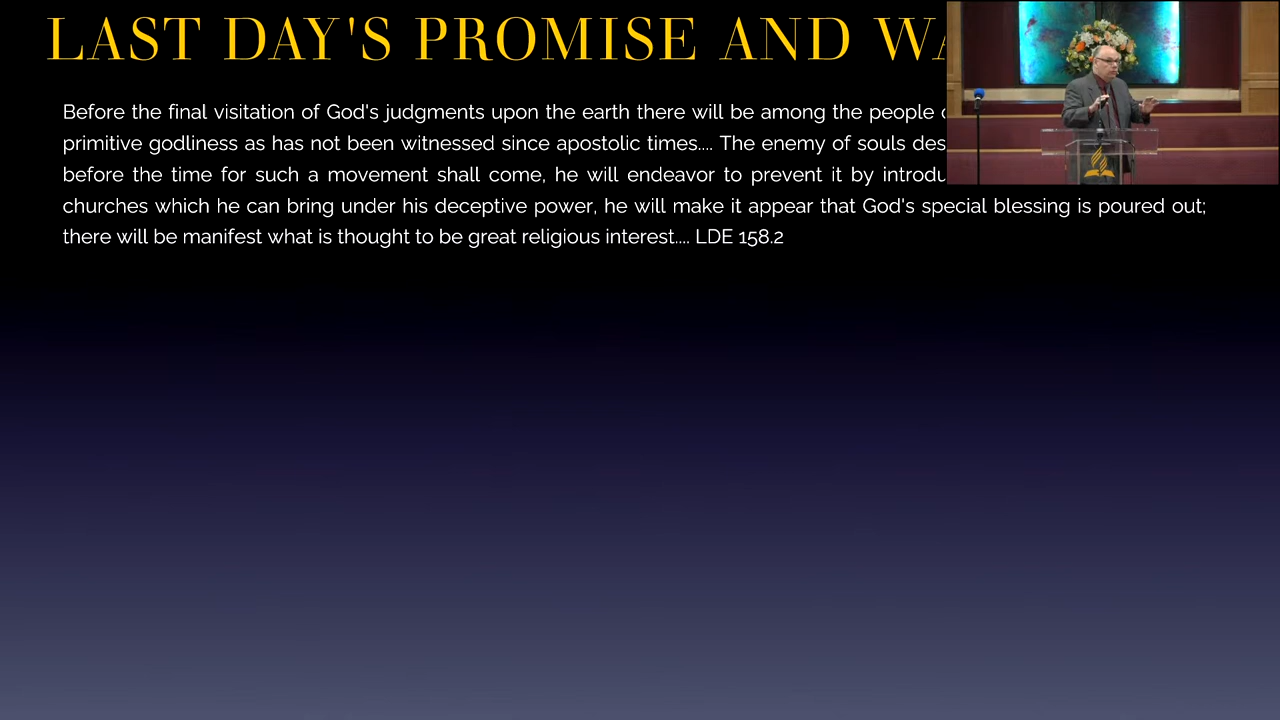 LAST DAY'S PROMISE AND
Before the final visitation of God's judgments upon the earth there will be among the people
primitive godliness as has not been witnessed since apostolic times.... The enemy of souls
before the time for such a movement shall come, he will endeavor to prevent it by
churches which he can bring under his deceptive power, he will make it appear that God's special blessing is poured out;
there will be manifest what is thought to be great religious interest.... LDE 158.2